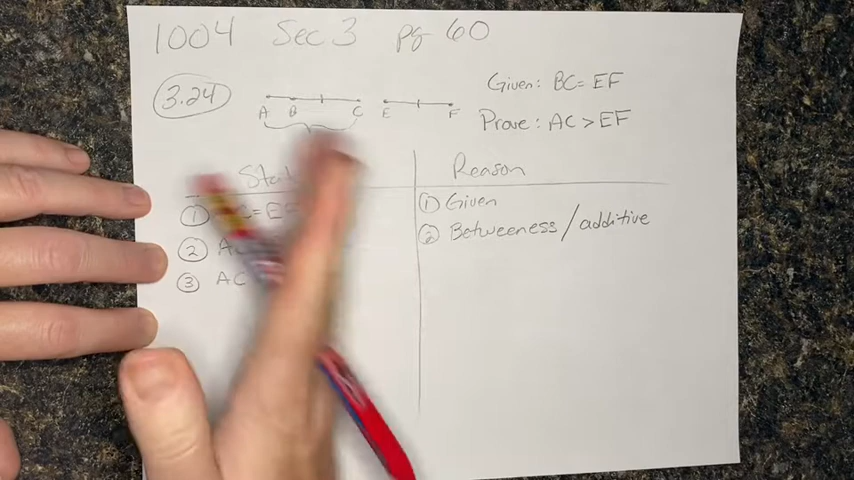 1004 Sec 3 pg 60
3.24
A B C E F
Given: BC = EF
Prove: AC > EF
Reason
① ① Given
② ② Betweeness / additive
③ AC